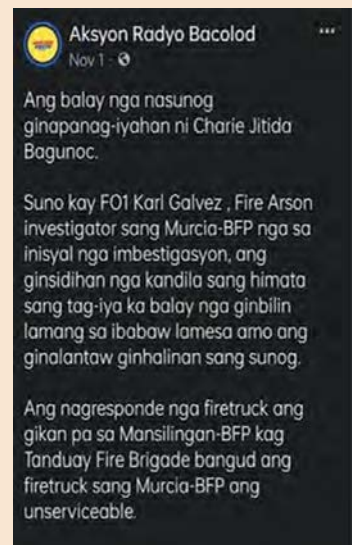 Aksyon Radyo Bacolod
Nov 1
Ang balay nga nasunog
ginapanag-iyahan ni Charie Jitida
Bagunoc.
Suno kay FO1 Karl Galvez , Fire Arson
investigator sang Murcia-BFP nga sa
inisyal nga imbestigasyon, ang
ginsidihan nga kandila sang himata
sang tag-iya ka balay nga ginbilin
lamang sa ibabaw lamesa amo ang
ginalantaw ginhalinan sang sunog.
Ang nagresponde nga firetruck ang
gikan pa sa Mansilingan-BFP kag
Tanduay Fire Brigade bangud ang
firetruck sang Murcia-BFP ang
unserviceable.